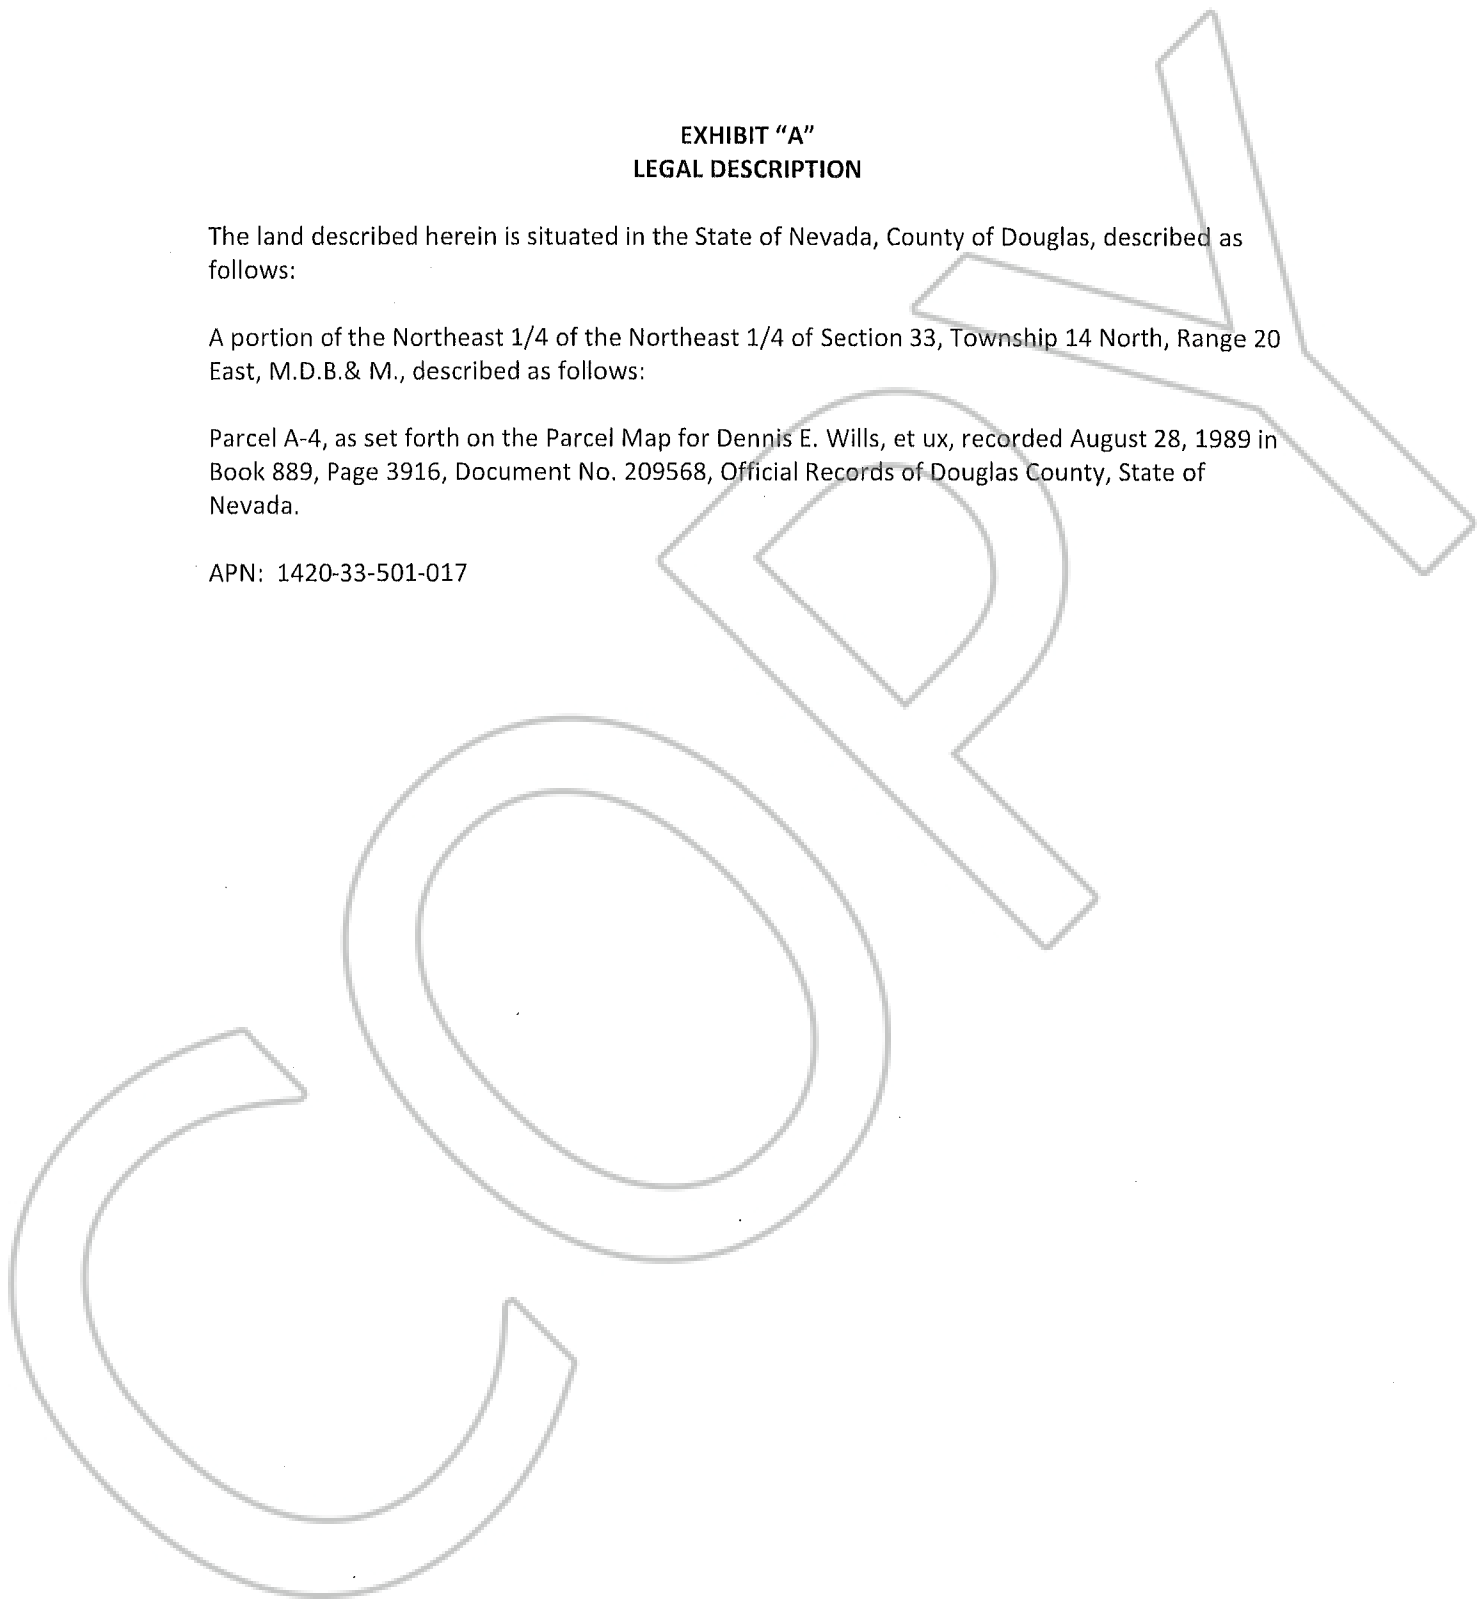 EXHIBIT “A”
LEGAL DESCRIPTION
The land described herein is situated in the State of Nevada, County of Douglas, described as
follows:
A portion of the Northeast 1/4 of the Northeast 1/4 of Section 33, Township 14 North, Range 20
East, M.D.B.& M., described as follows:
Parcel A-4, as set forth on the Parcel Map for Dennis E. Wills, et ux, recorded August 28, 1989 in
Book 889, Page 3916, Document No. 209568, Official Records of Douglas County, State of
Nevada.
APN: 1420-33-501-017
COPY